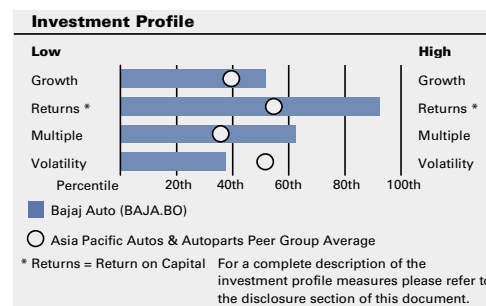 Investment Profile
Low High
Growth Growth
Returns * Returns *
Multiple Multiple
Volatility Volatility
Percentile 20th 40th 60th 80th 100th
Bajaj Auto (BAJA.BO)
Asia Pacific Autos & Autoparts Peer Group Average
* Returns = Return on Capital For a complete description of the
investment profile measures please refer to
the disclosure section of this document.